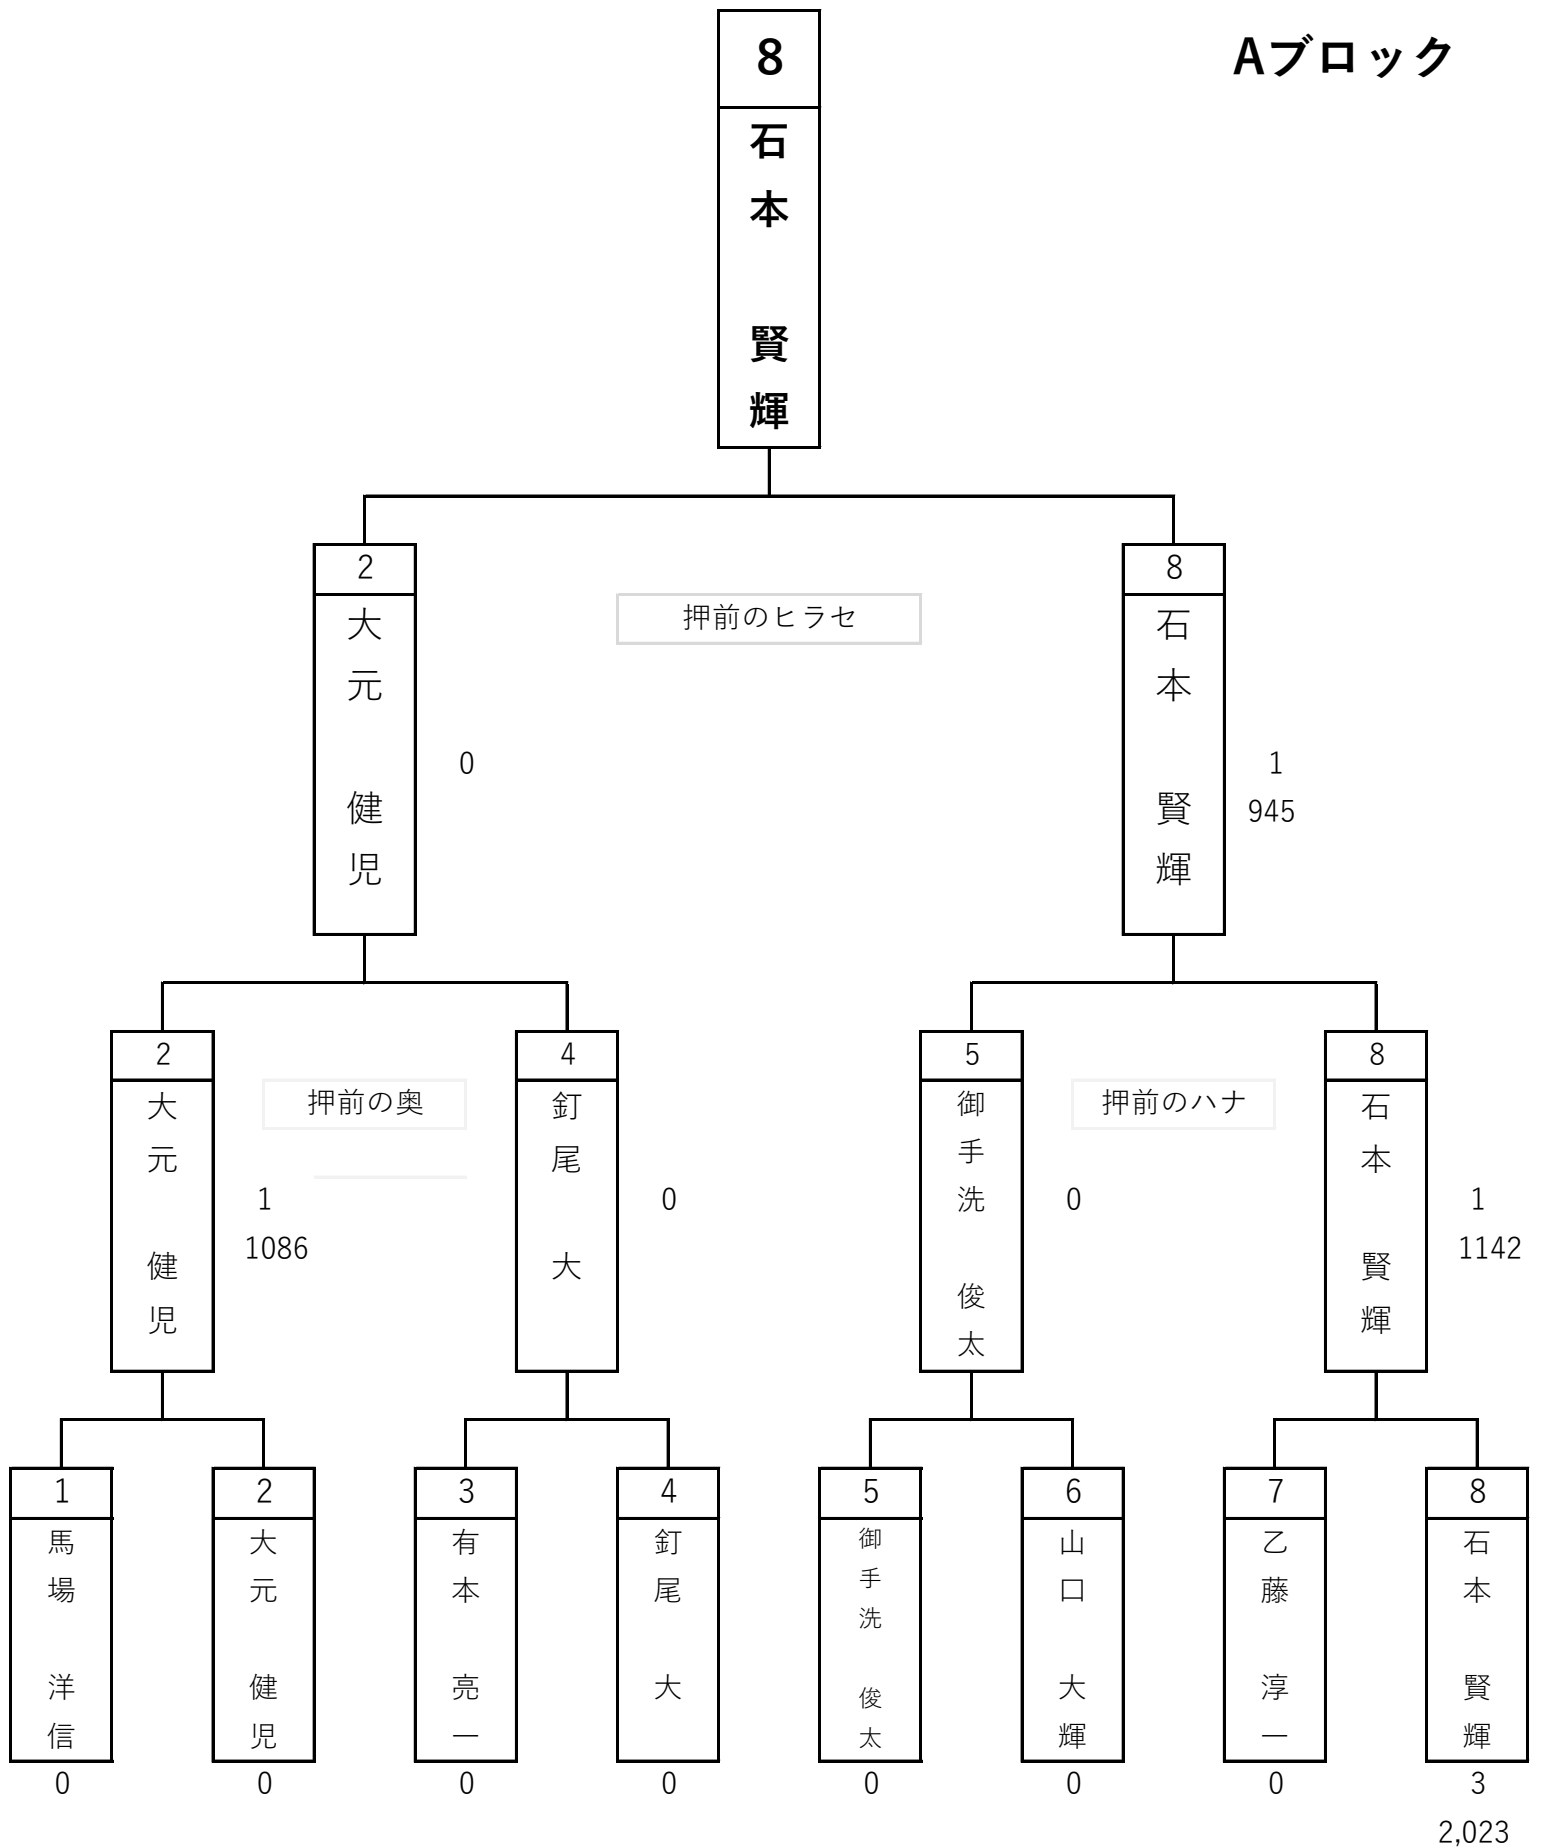 Aブロック
8
石本 賢輝
2
大元 健児
0
押前のヒラセ
8
石本 賢輝
1
945
2
大元 健児
1
1086
押前の奥
4
釘尾 大
0
5
御手洗 俊太
0
押前のハナ
8
石本 賢輝
1
1142
1
馬場 洋信
0
2
大元 健児
0
3
有本 亮一
0
4
釘尾 大
0
5
御手洗 俊太
0
6
山口 大輝
0
7
乙藤 淳一
0
8
石本 賢輝
3
2,023